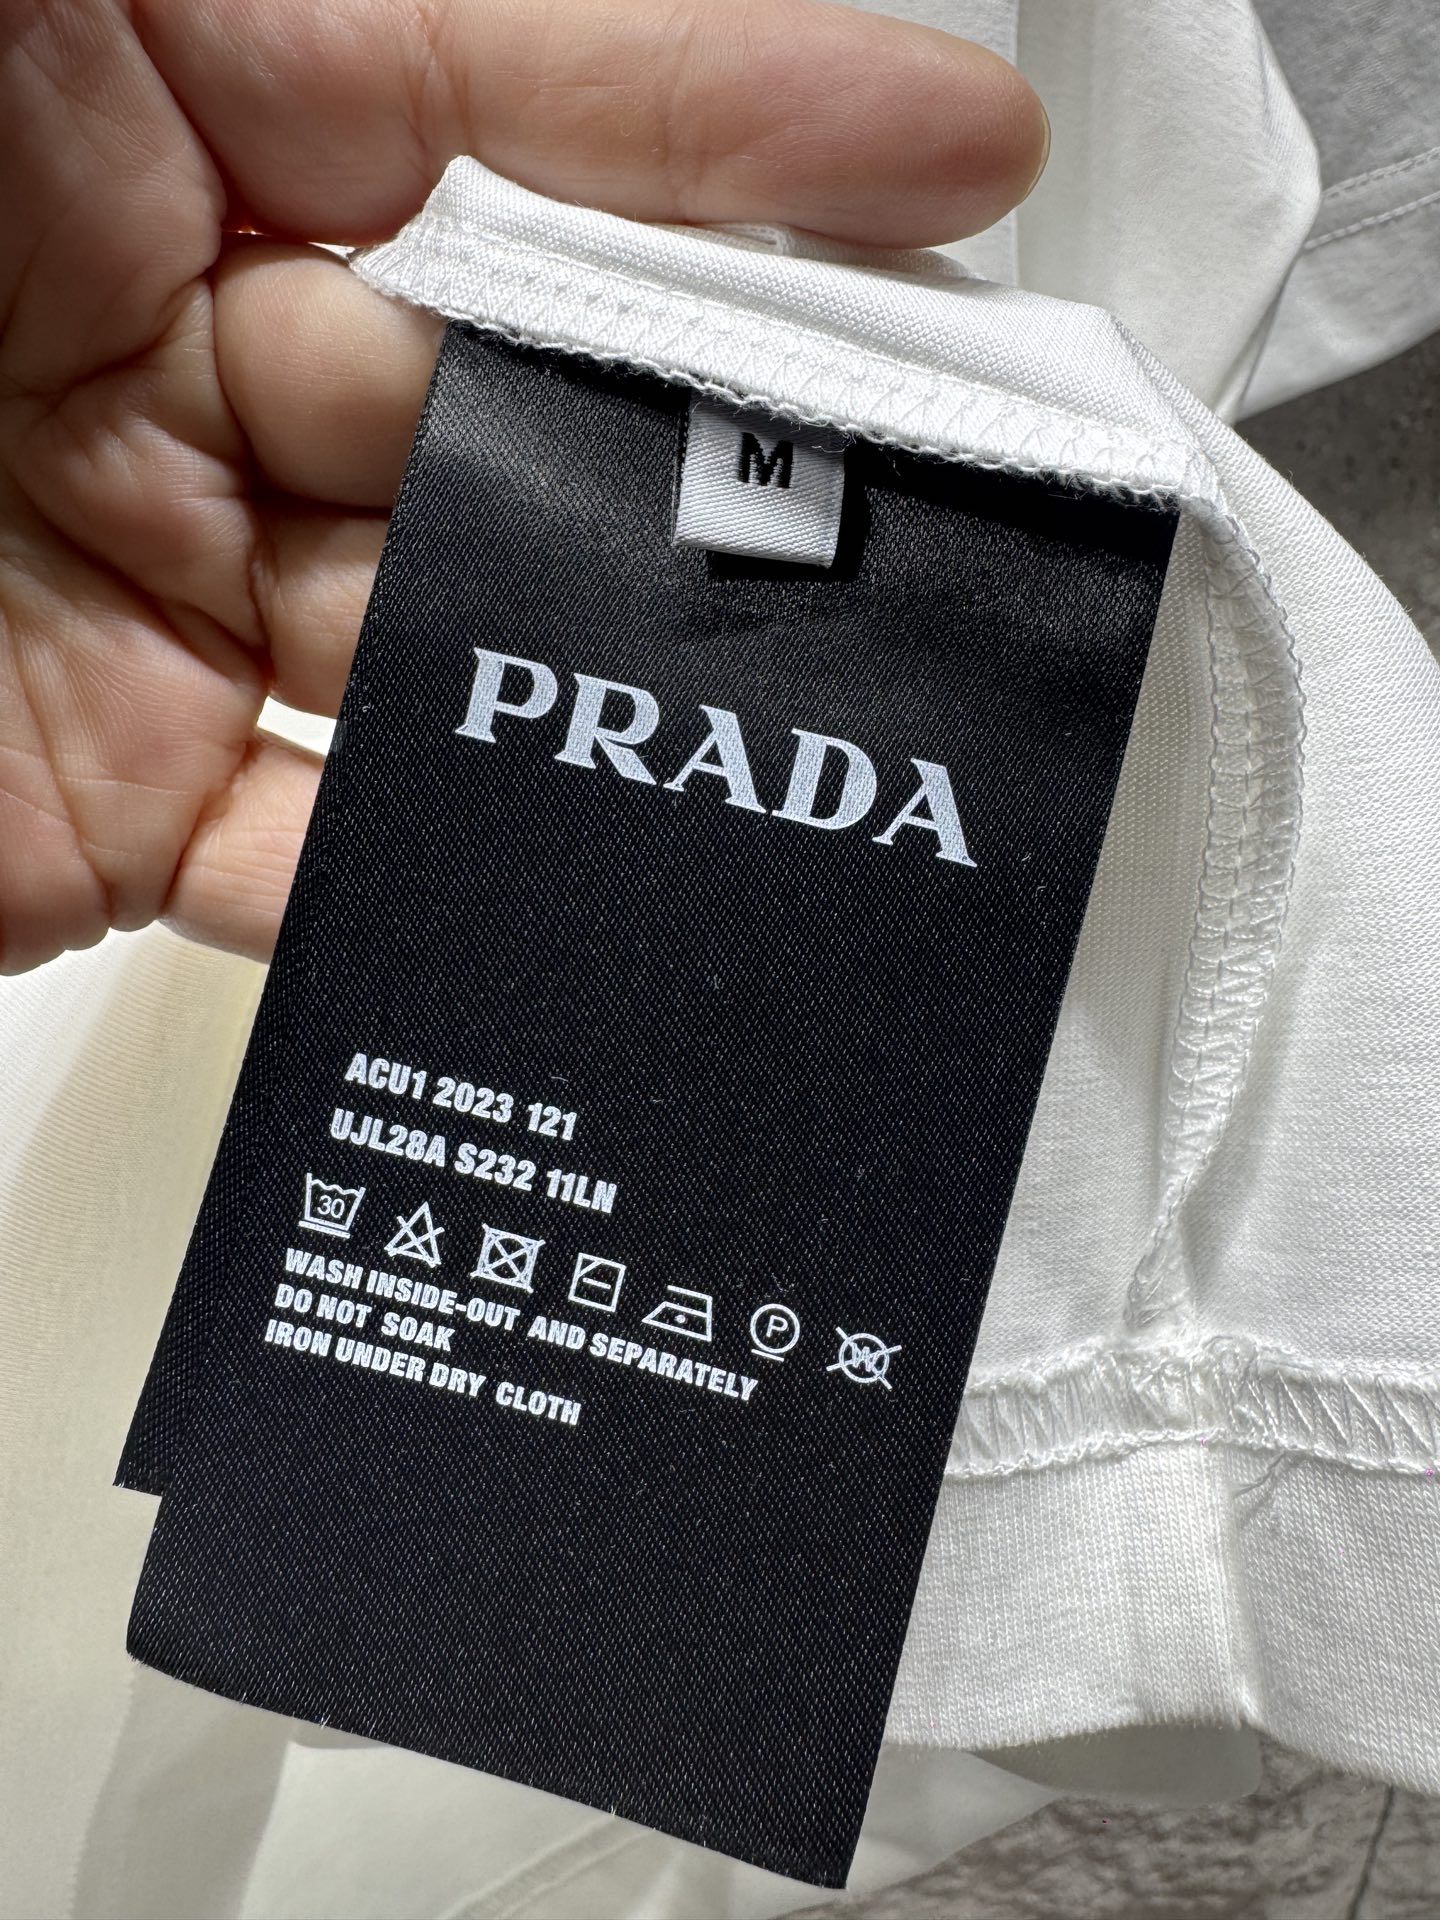 M
PRADA
ACU1 2023 121
UJL28A S232 11LN
30
P
W
WASH INSIDE-OUT AND SEPARATELY
DO NOT SOAK
IRON UNDER DRY CLOTH